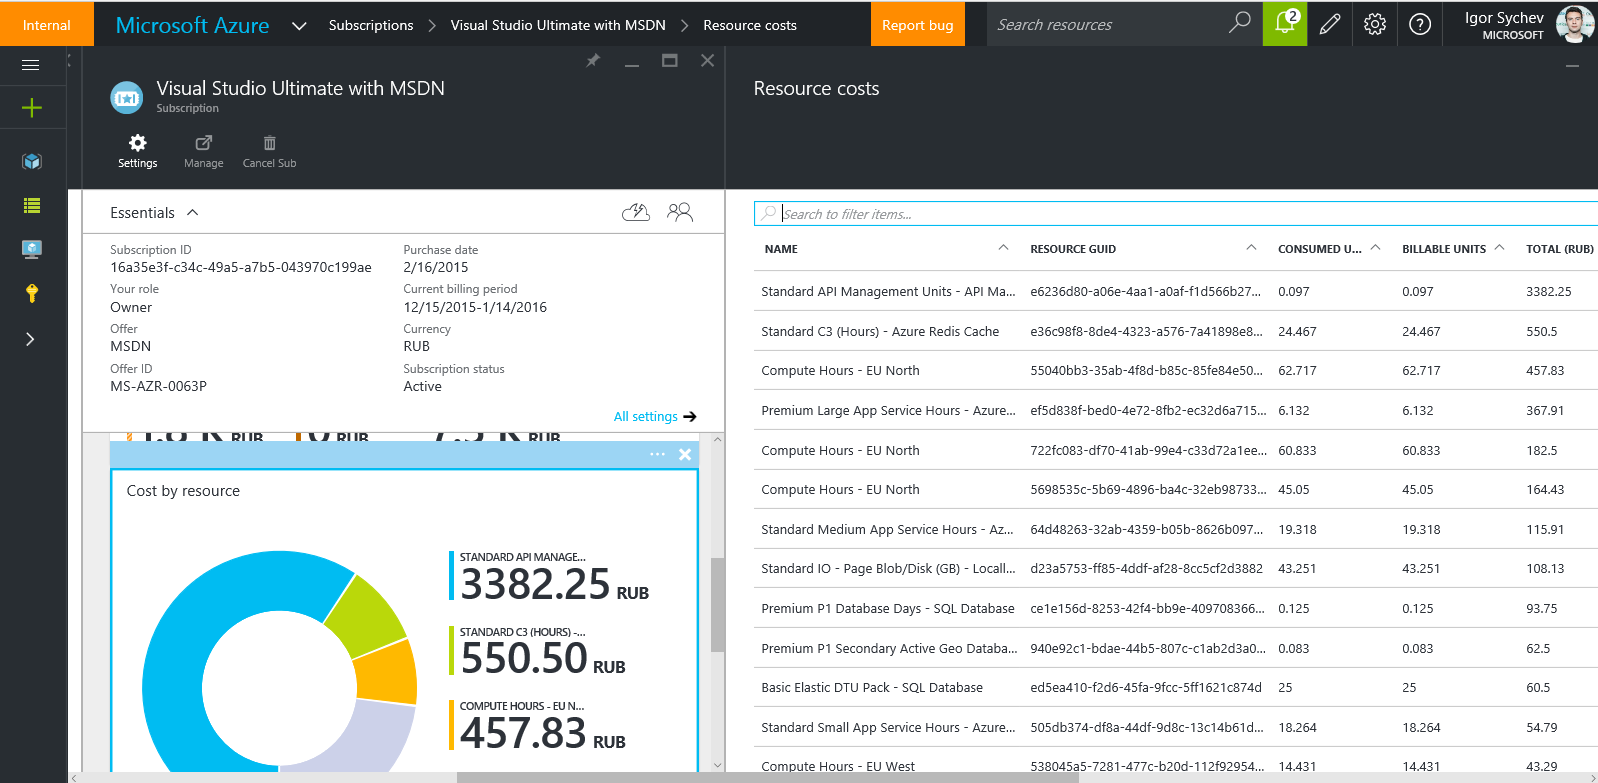 Internal
Microsoft Azure
Subscriptions
Visual Studio Ultimate with MSDN
Resource costs
Report bug
Search resources
2
Igor Sychev
MICROSOFT
Visual Studio Ultimate with MSDN
Subscription
Settings
Manage
Cancel Sub
Essentials
Subscription ID
16a35e3f-c34c-49a5-a7b5-043970c199ae
Purchase date
2/16/2015
Your role
Owner
Current billing period
12/15/2015-1/14/2016
Offer
MSDN
Currency
RUB
Offer ID
MS-AZR-0063P
Subscription status
Active
All settings
1.8 K RUB
0 RUB
7.3 K RUB
Cost by resource
STANDARD API MANAGE...
3382.25 RUB
STANDARD C3 (HOURS) -...
550.50 RUB
COMPUTE HOURS - EU N...
457.83 RUB
Resource costs
Search to filter items...
NAME RESOURCE GUID CONSUMED U... BILLABLE UNITS TOTAL (RUB)
Standard API Management Units - API Ma... e6236d80-a06e-4aa1-a0af-f1d566b27... 0.097 0.097 3382.25
Standard C3 (Hours) - Azure Redis Cache e36c98f8-8de4-4323-a576-7a41898e8... 24.467 24.467 550.5
Compute Hours - EU North 55040bb3-35ab-4f8d-b85c-85fe84e50... 62.717 62.717 457.83
Premium Large App Service Hours - Azure... ef5d838f-bed0-4e72-8fb2-ec32d6a715... 6.132 6.132 367.91
Compute Hours - EU North 722fc083-df70-41ab-99e4-c33d72a1ee... 60.833 60.833 182.5
Compute Hours - EU North 5698535c-5b69-4896-ba4c-32eb98733... 45.05 45.05 164.43
Standard Medium App Service Hours - Az... 64d48263-32ab-4359-b05b-8626b097... 19.318 19.318 115.91
Standard IO - Page Blob/Disk (GB) - Locall... d23a5753-ff85-4ddf-af28-8cc5cf2d3882 43.251 43.251 108.13
Premium P1 Database Days - SQL Database ce1e156d-8253-42f4-bb9e-409708366... 0.125 0.125 93.75
Premium P1 Secondary Active Geo Databa... 940e92c1-bdae-44b5-807c-c1ab2d3a0... 0.083 0.083 62.5
Basic Elastic DTU Pack - SQL Database ed5ea410-f2d6-45fa-9fcc-5ff1621c874d 25 25 60.5
Standard Small App Service Hours - Azure... 505db374-df8a-44df-9d8c-13c14b61d... 18.264 18.264 54.79
Compute Hours - EU West 538045a5-7281-477c-b20d-112f92954... 14.431 14.431 43.29